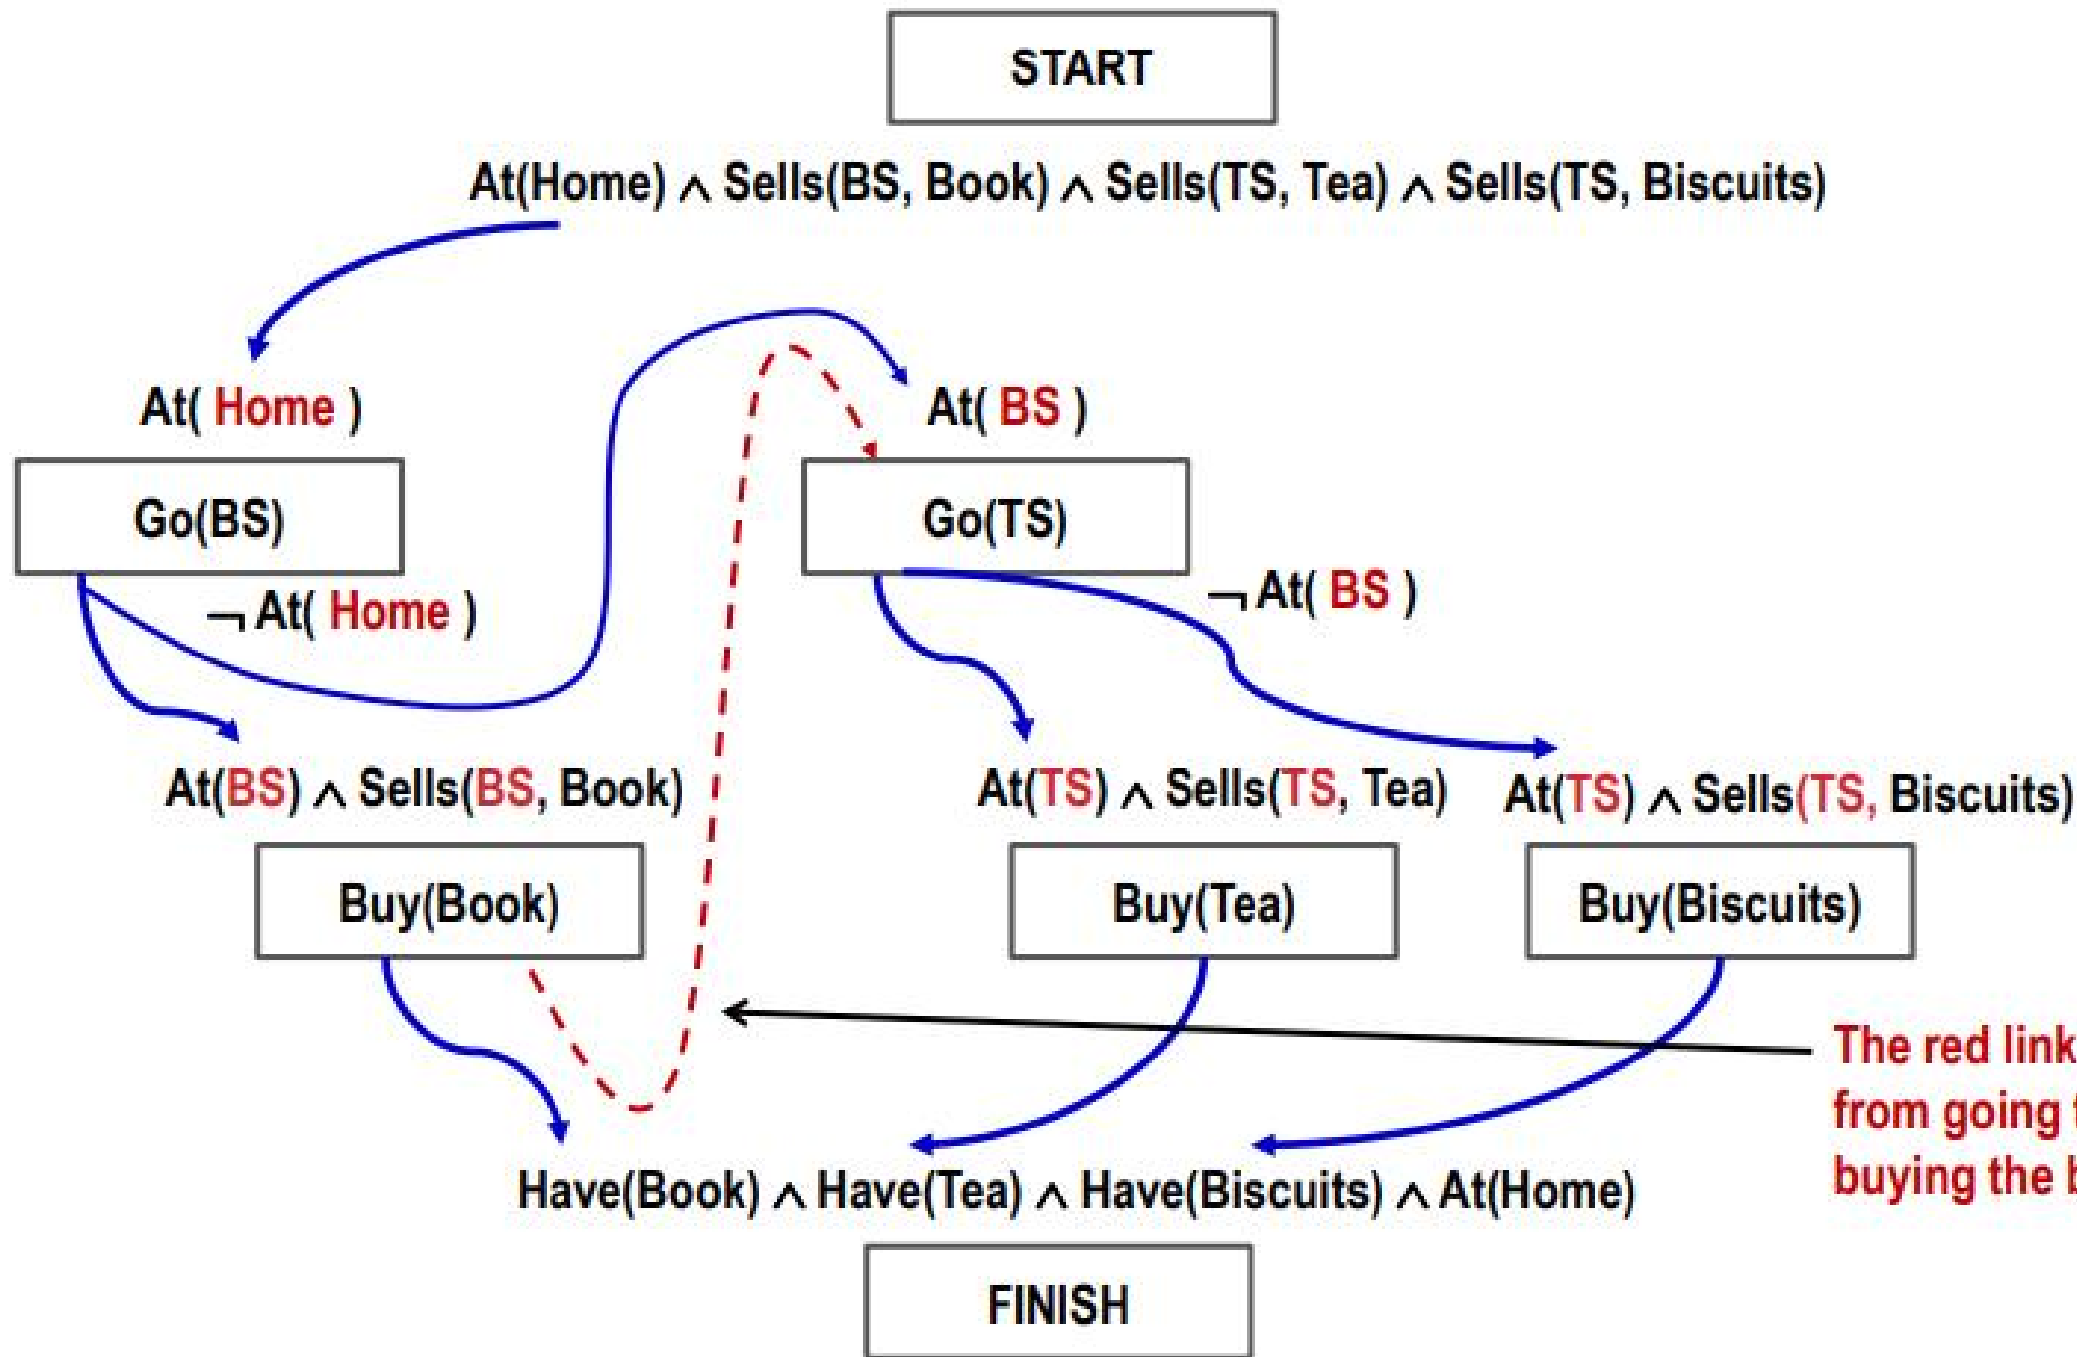 START
At(Home) ∧ Sells(BS, Book) ∧ Sells(TS, Tea) ∧ Sells(TS, Biscuits)
At( Home )
At( BS )
Go(BS)
Go(TS)
¬ At( Home )
¬ At( BS )
At(BS) ∧ Sells(BS, Book)
At(TS) ∧ Sells(TS, Tea)
At(TS) ∧ Sells(TS, Biscuits)
Buy(Book)
Buy(Tea)
Buy(Biscuits)
The red link
from going
buying the
Have(Book) ∧ Have(Tea) ∧ Have(Biscuits) ∧ At(Home)
FINISH